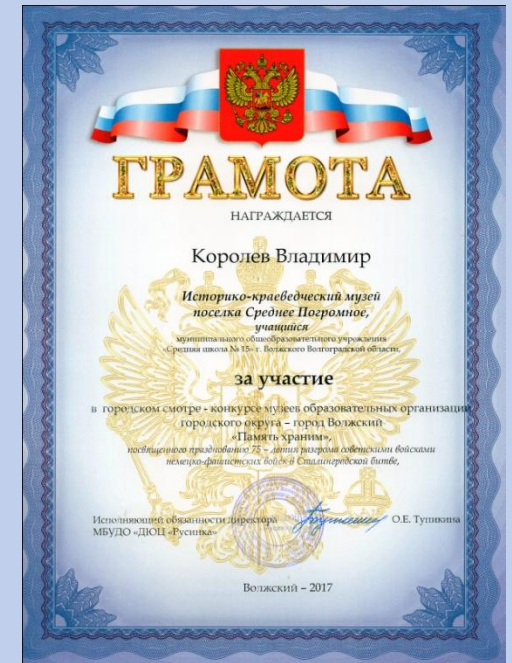 ГРАМОТА
НАГРАЖДАЕТСЯ
Королев Владимир
Историко-краеведческий музей
поселка Среднее Погромное,
учащийся
муниципального общеобразовательного учреждения
«Средняя школа № 15» г. Волжского Волгоградской области,
за участие
в городском смотре - конкурсе музеев образовательных организаций
городского округа – город Волжский
«Память храним»,
посвященного празднованию 75 – летия разгрома советскими войсками
немецко-фашистских войск в Сталинградской битве,
Исполняющий обязанности директора О.Е. Тупикина
МБУДО «ДЮЦ «Русинка»
Волжский – 2017